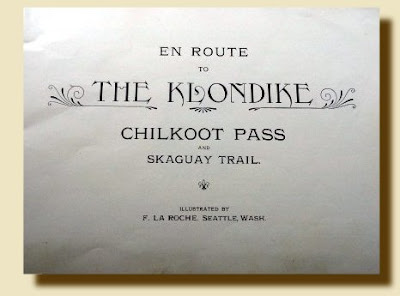 EN ROUTE
TO
THE KLONDIKE
CHILKOOT PASS
AND
SKAGUAY TRAIL.
ILLUSTRATED BY
F. LA ROCHE, SEATTLE, WASH.